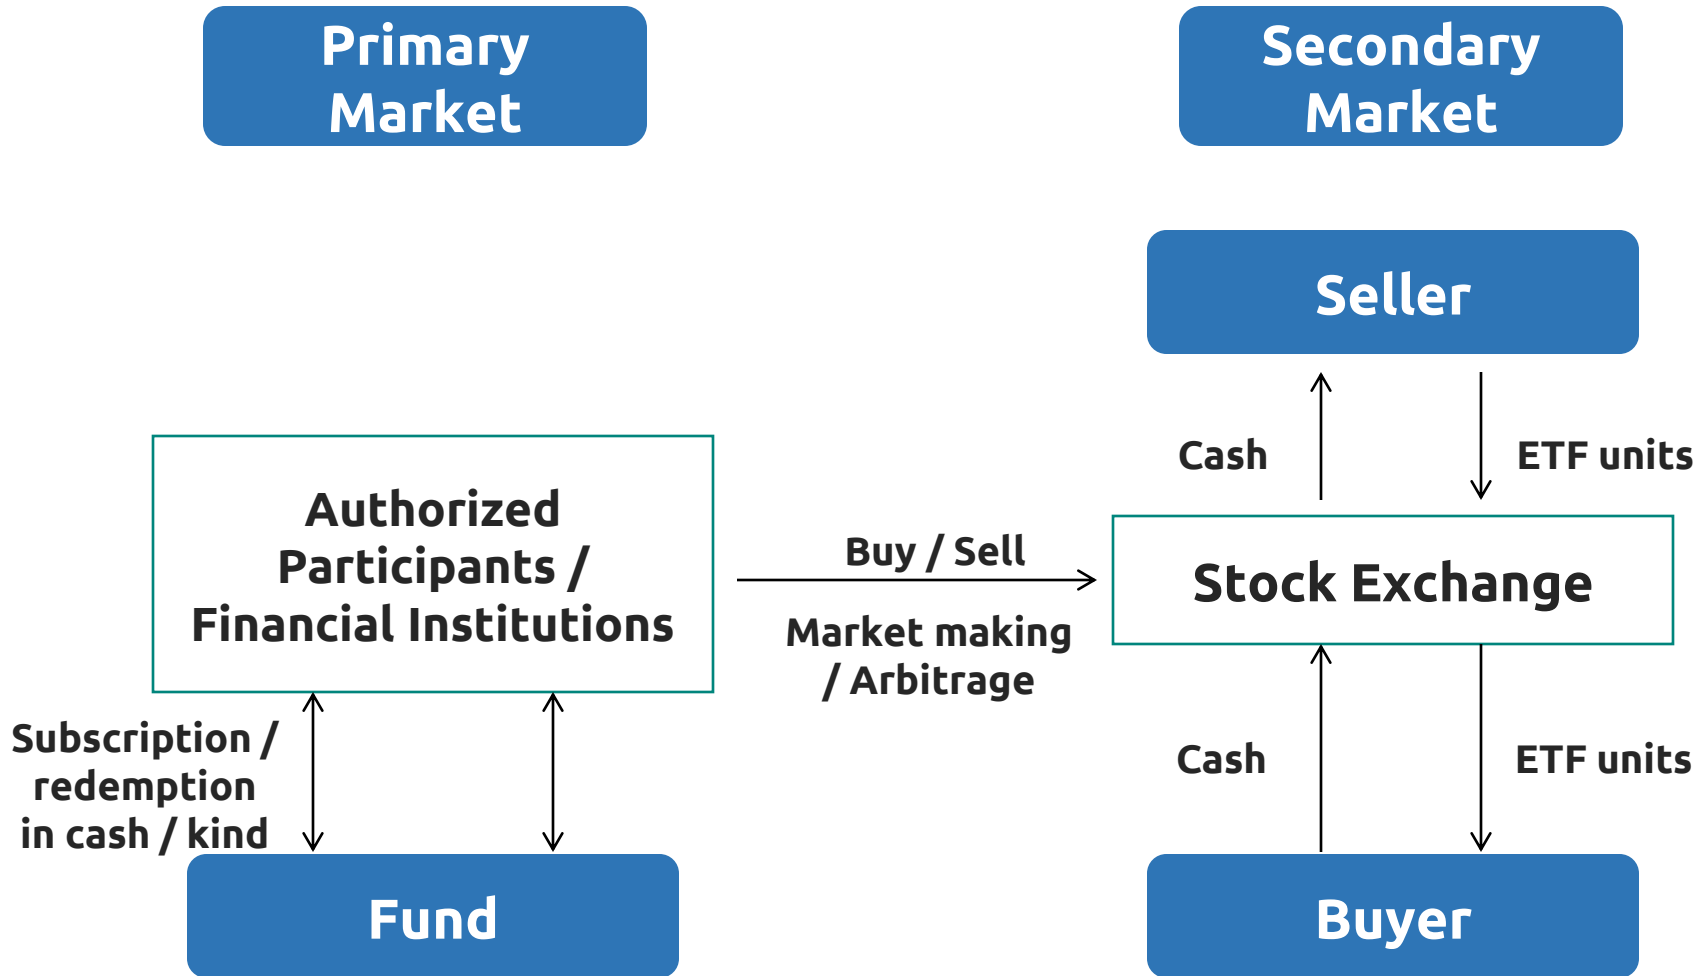 Primary
Market
Secondary
Market
Seller
Cash
ETF units
Authorized
Participants /
Financial Institutions
Buy / Sell
Market making
/ Arbitrage
Stock Exchange
Subscription /
redemption
in cash / kind
Cash
ETF units
Fund
Buyer